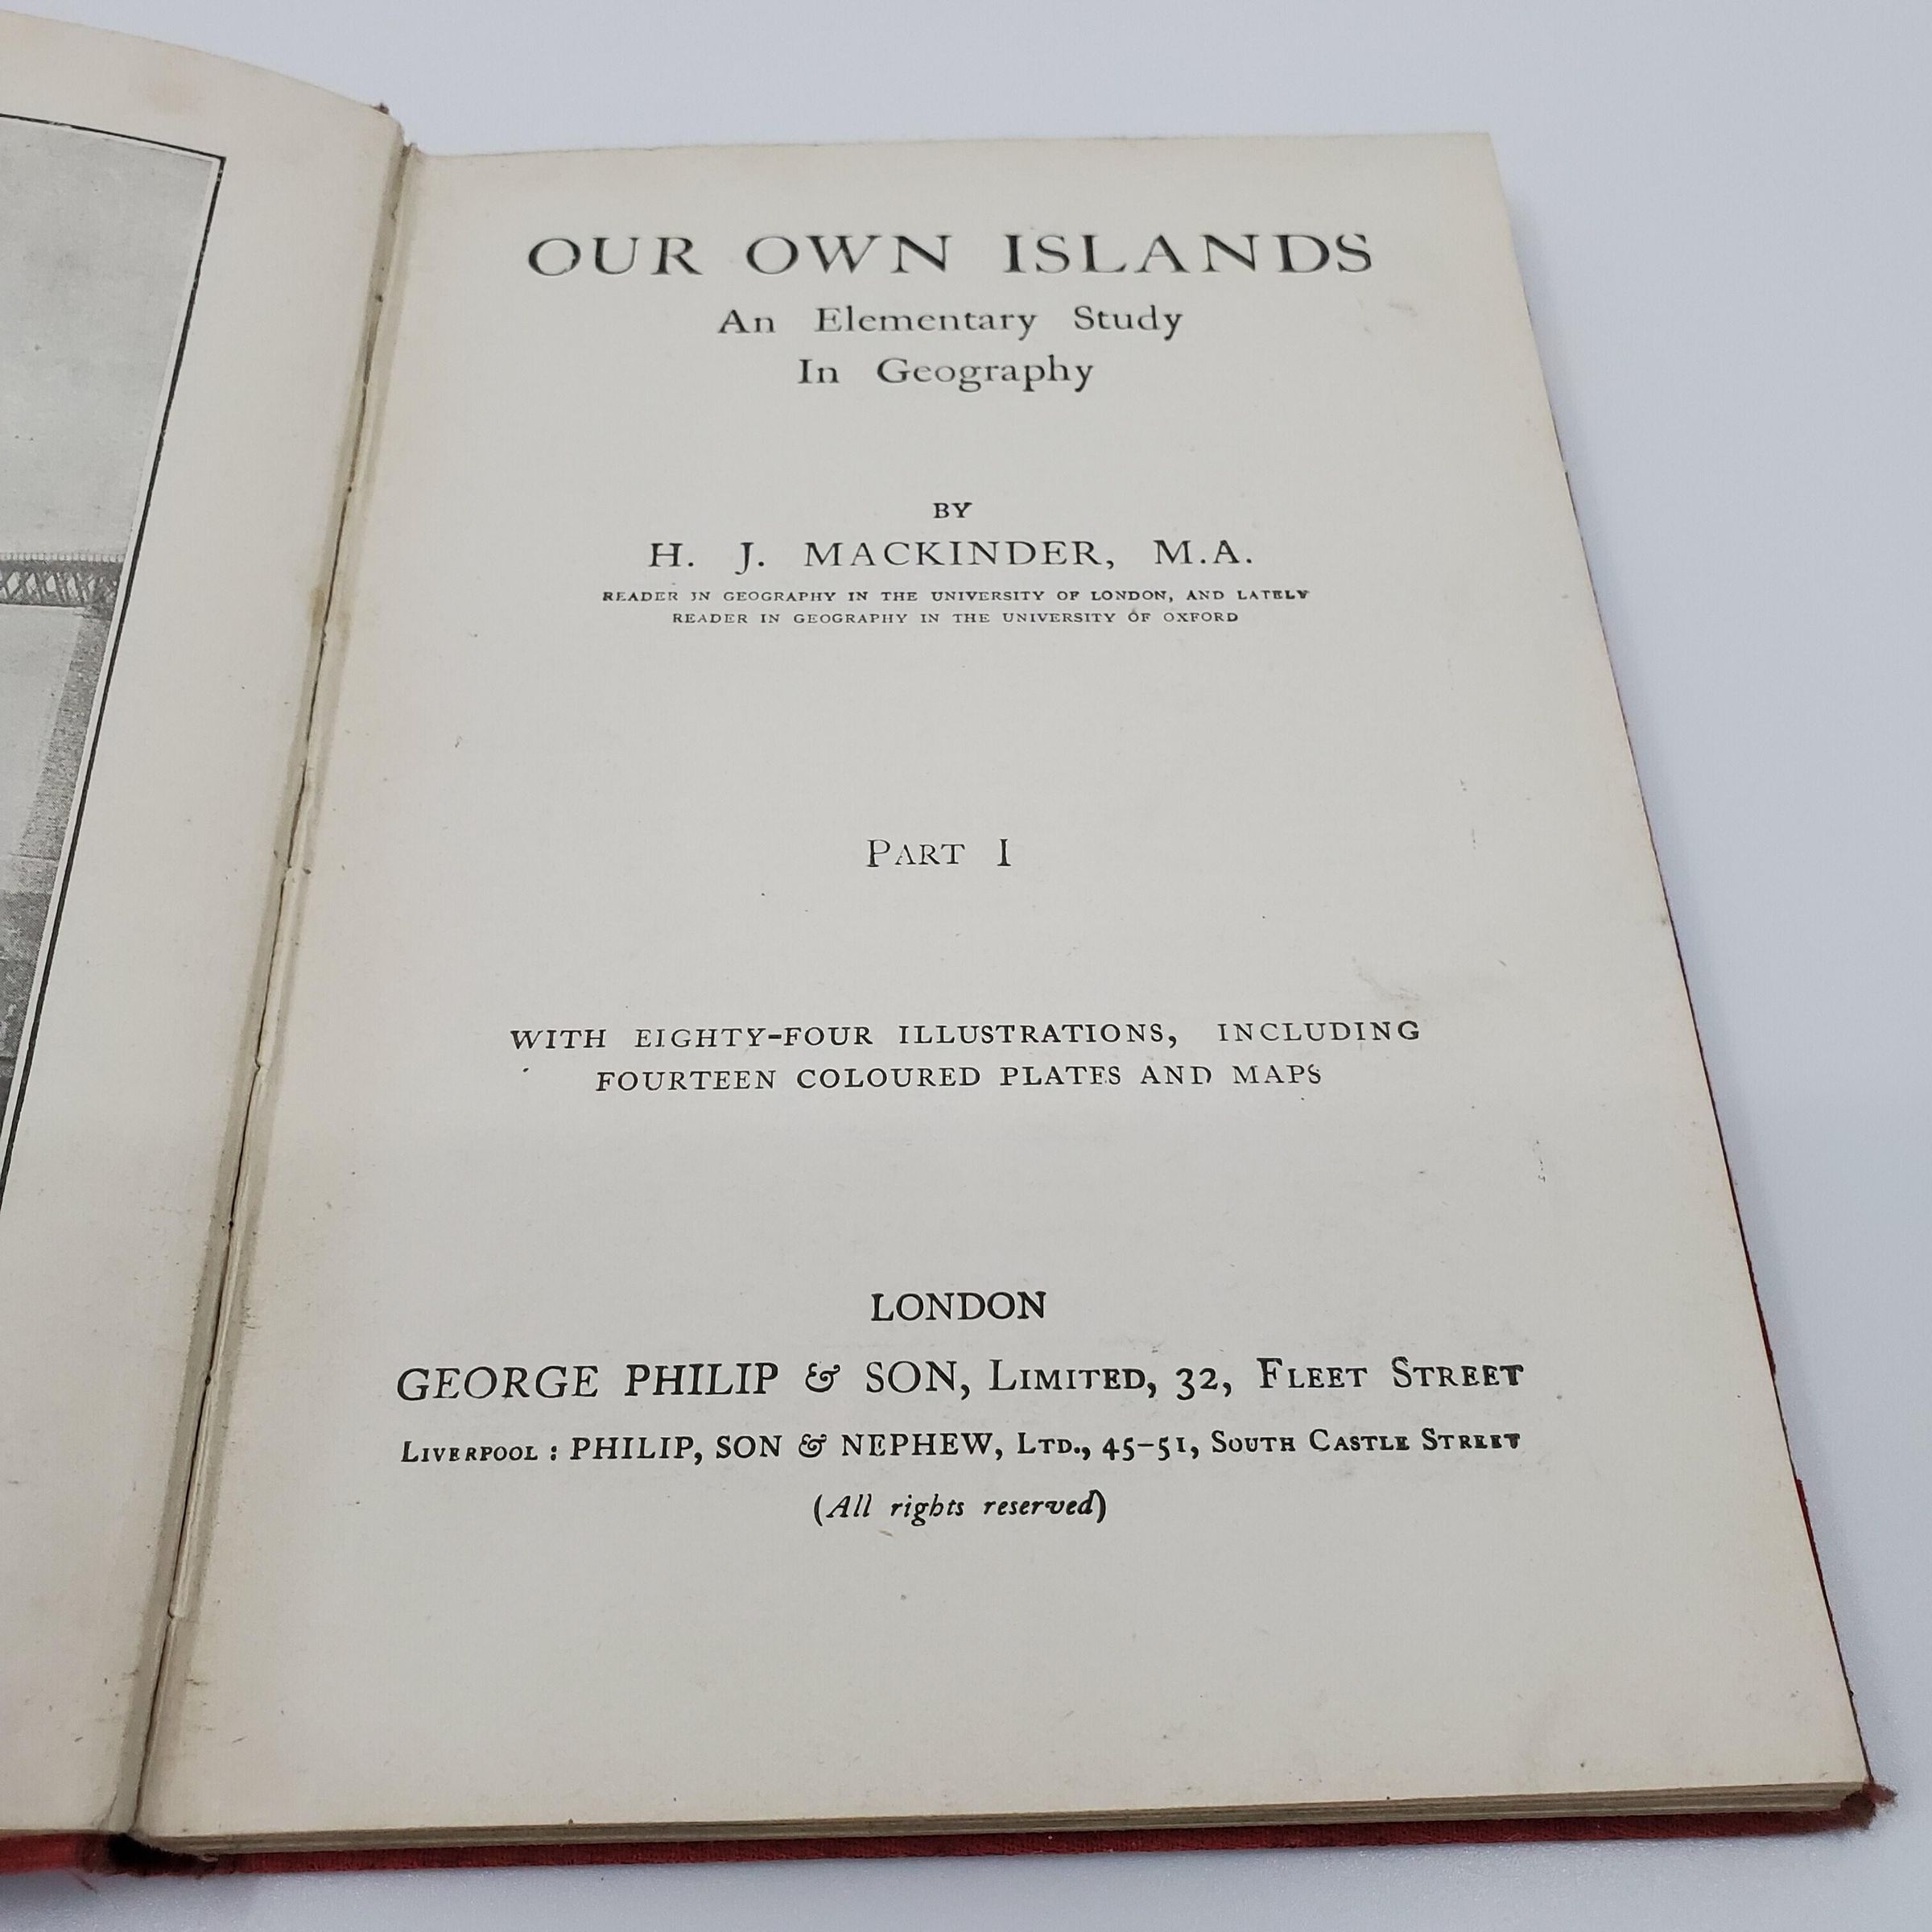 OUR OWN ISLANDS
An Elementary Study
In Geography
BY
H. J. MACKINDER, M.A.
READER IN GEOGRAPHY IN THE UNIVERSITY OF LONDON, AND LATELY
READER IN GEOGRAPHY IN THE UNIVERSITY OF OXFORD
PART I
WITH EIGHTY-FOUR ILLUSTRATIONS, INCLUDING
FOURTEEN COLOURED PLATES AND MAPS
LONDON
GEORGE PHILIP & SON, LIMITED, 32, FLEET STREET
LIVERPOOL : PHILIP, SON & NEPHEW, LTD., 45-51, SOUTH CASTLE STREET
(All rights reserved)